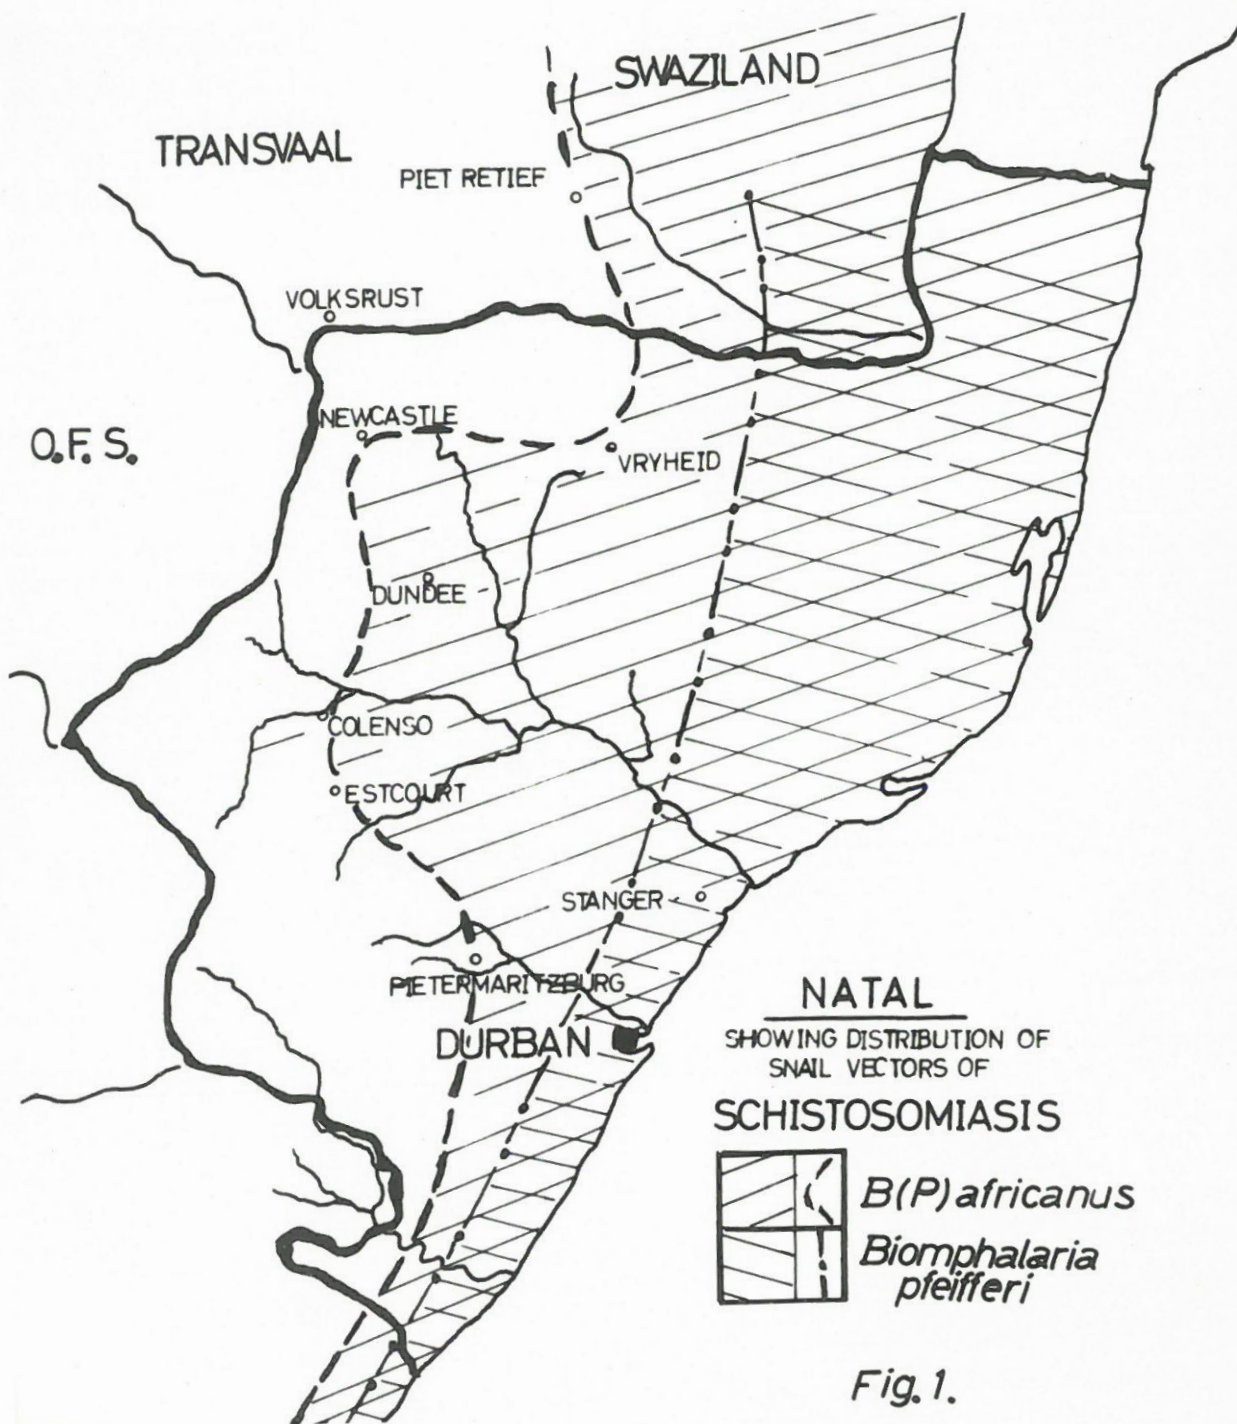 SWAZILAND
TRANSVAAL
PIET RETIEF
VOLKSRUST
NEWCASTLE
O.F.S.
VRYHEID
DUNDEE
COLENSO
ESTCOURT
STANGER
PIETERMARITZBURG
DURBAN
NATAL
SHOWING DISTRIBUTION OF
SNAIL VECTORS OF
SCHISTOSOMIASIS
B(P) africanus
Biomphalaria
pfeifferi
Fig. 1.